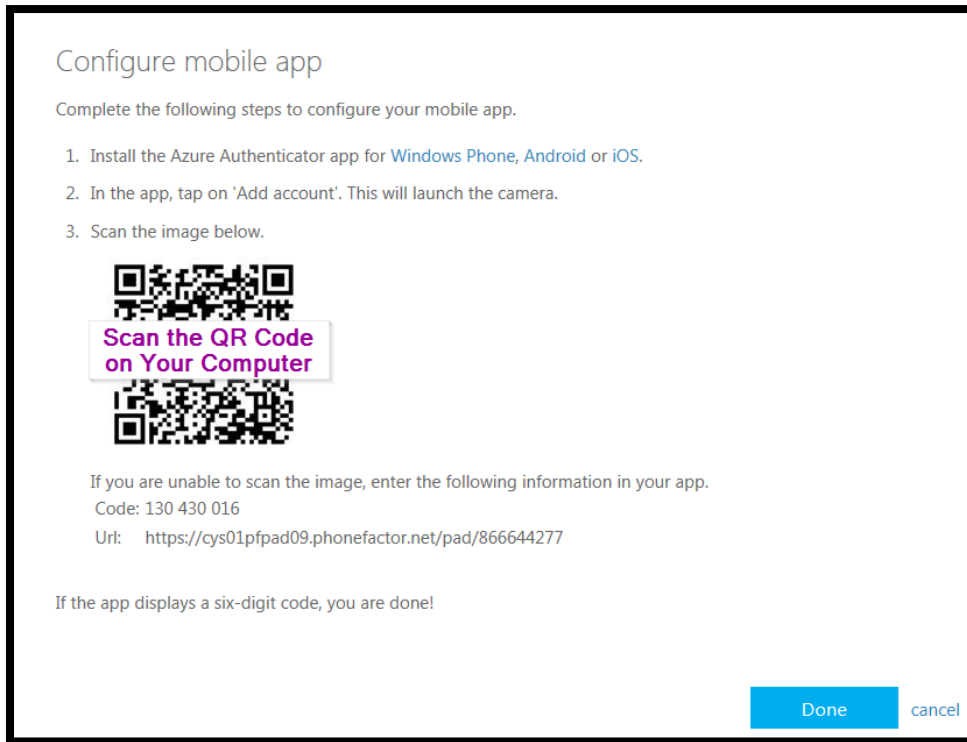 Configure mobile app
Complete the following steps to configure your mobile app.
1. Install the Azure Authenticator app for Windows Phone, Android or iOS.
2. In the app, tap on 'Add account'. This will launch the camera.
3. Scan the image below.
Scan the QR Code
on Your Computer
If you are unable to scan the image, enter the following information in your app.
Code: 130 430 016
Url: https://cys01pfpad09.phonefactor.net/pad/866644277
If the app displays a six-digit code, you are done!
Done cancel